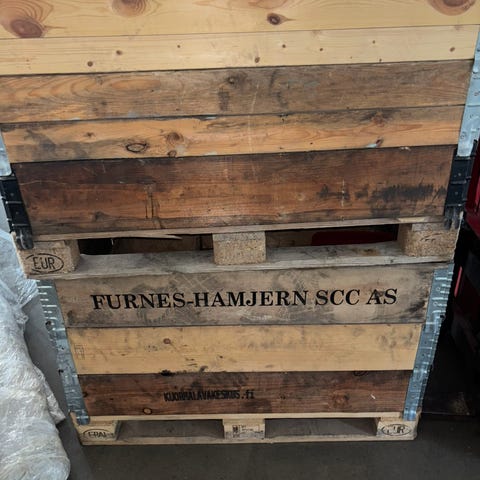 EUR
FURNES-HAMJERN SCC AS
KUORMALAVAKESKUS.fi
EPAL
EUR